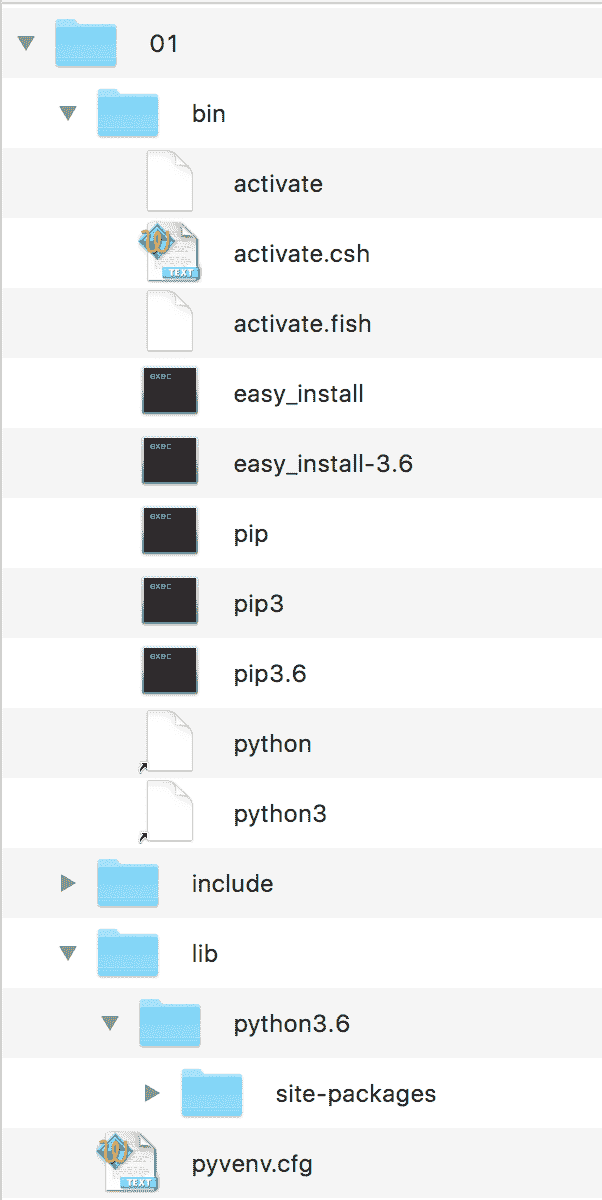 01
bin
activate
TEXT
activate.csh
activate.fish
exec
easy_install
exec
easy_install-3.6
exec
pip
exec
pip3
exec
pip3.6
python
python3
include
lib
python3.6
site-packages
TEXT
pyvenv.cfg